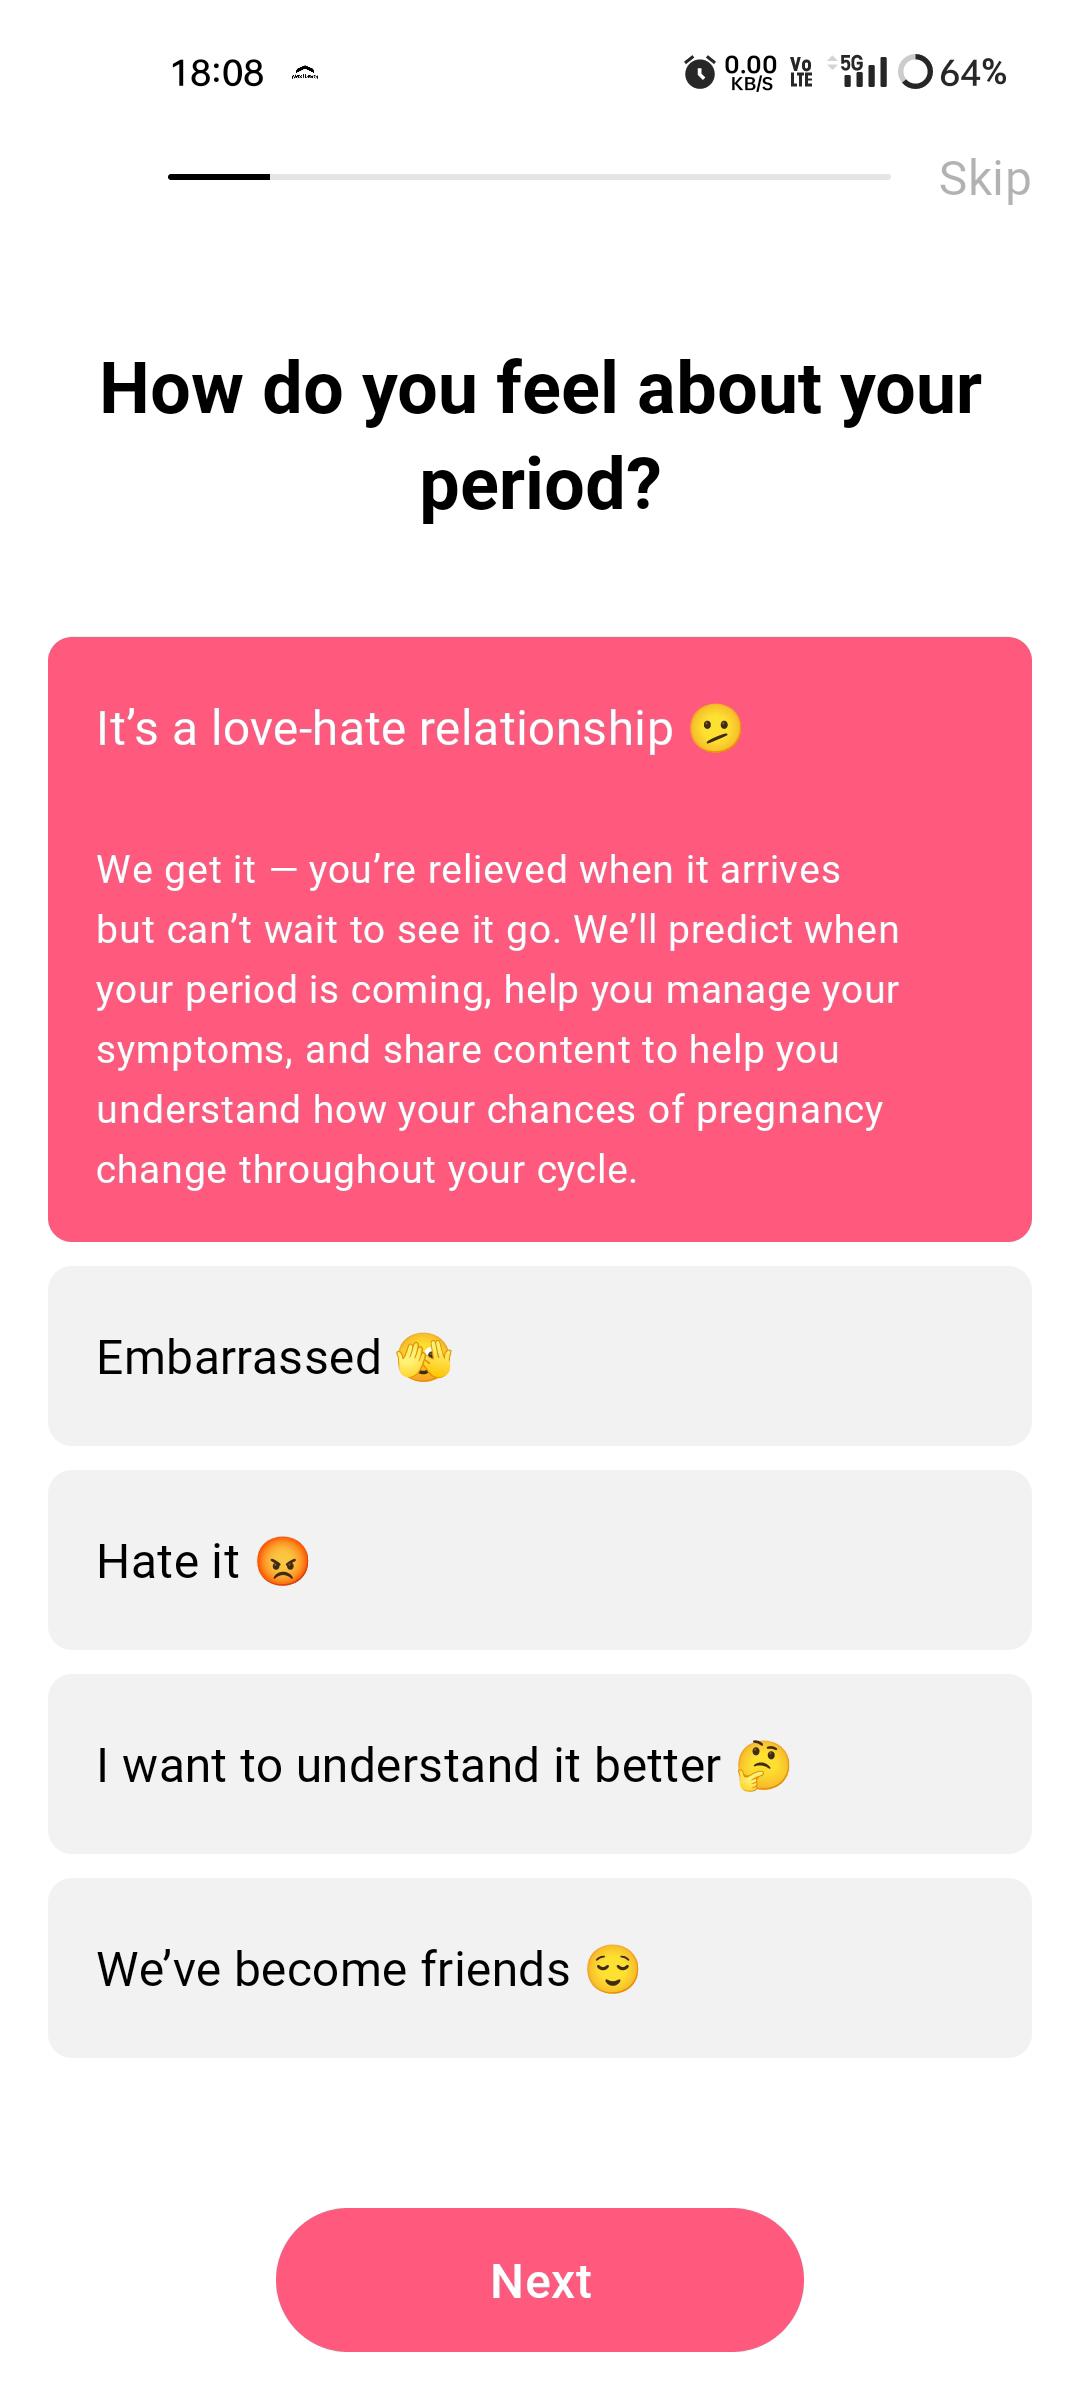 18:08
0.00
KB/S
Vo
LTE
5G
64%
Skip
How do you feel about your
period?
It’s a love-hate relationship 🫤
We get it — you’re relieved when it arrives
but can’t wait to see it go. We’ll predict when
your period is coming, help you manage your
symptoms, and share content to help you
understand how your chances of pregnancy
change throughout your cycle.
Embarrassed 🫣
Hate it 😡
I want to understand it better 🤔
We’ve become friends 😌
Next